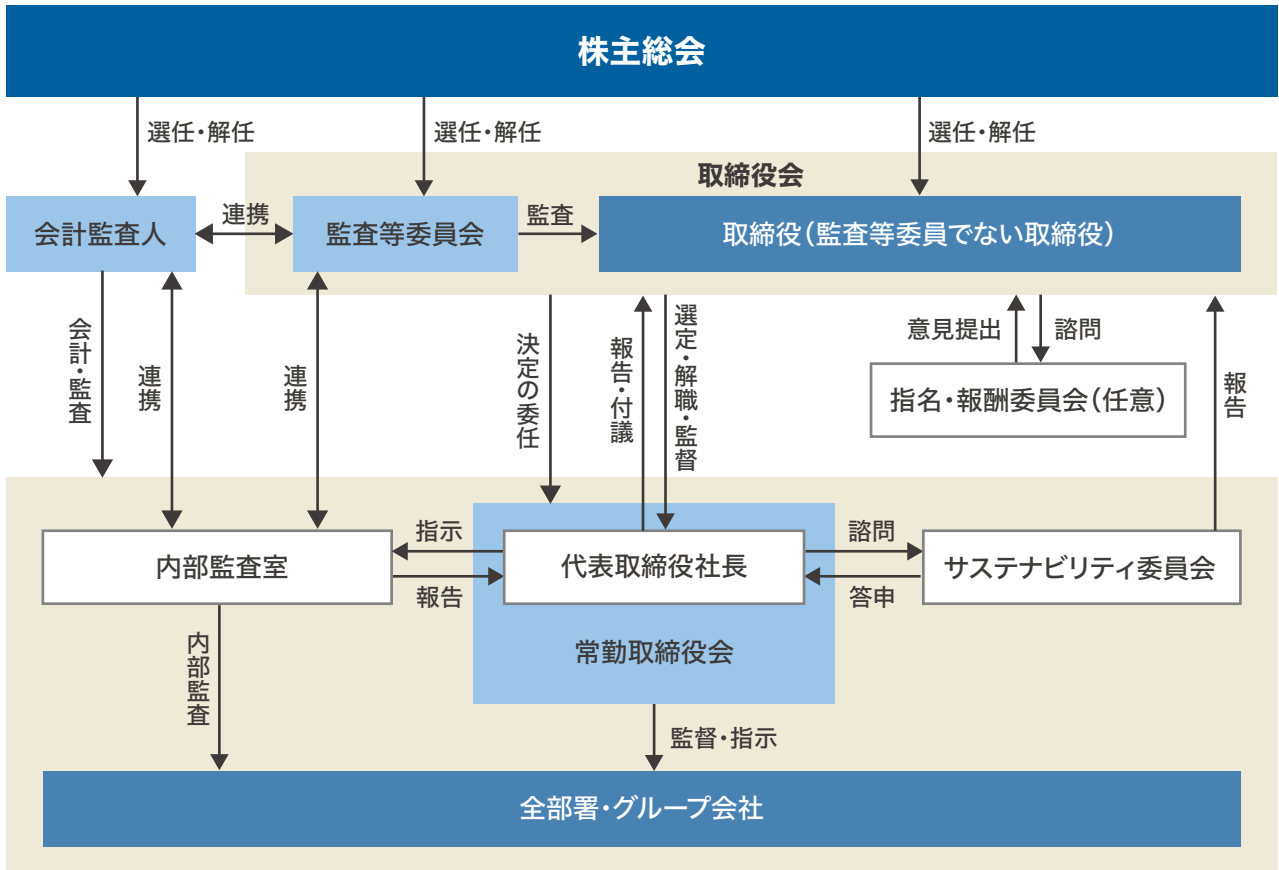 株主総会
選任・解任
選任・解任
選任・解任
取締役会
会計監査人
連携
監査等委員会
監査
取締役（監査等委員でない取締役）
会計・監査
連携
連携
決定の委任
報告・付議
選定・解職・監督
意見提出
諮問
指名・報酬委員会（任意）
報告
内部監査室
指示
報告
代表取締役社長
諮問
答申
サステナビリティ委員会
常勤取締役会
内部監査
監督・指示
全部署・グループ会社